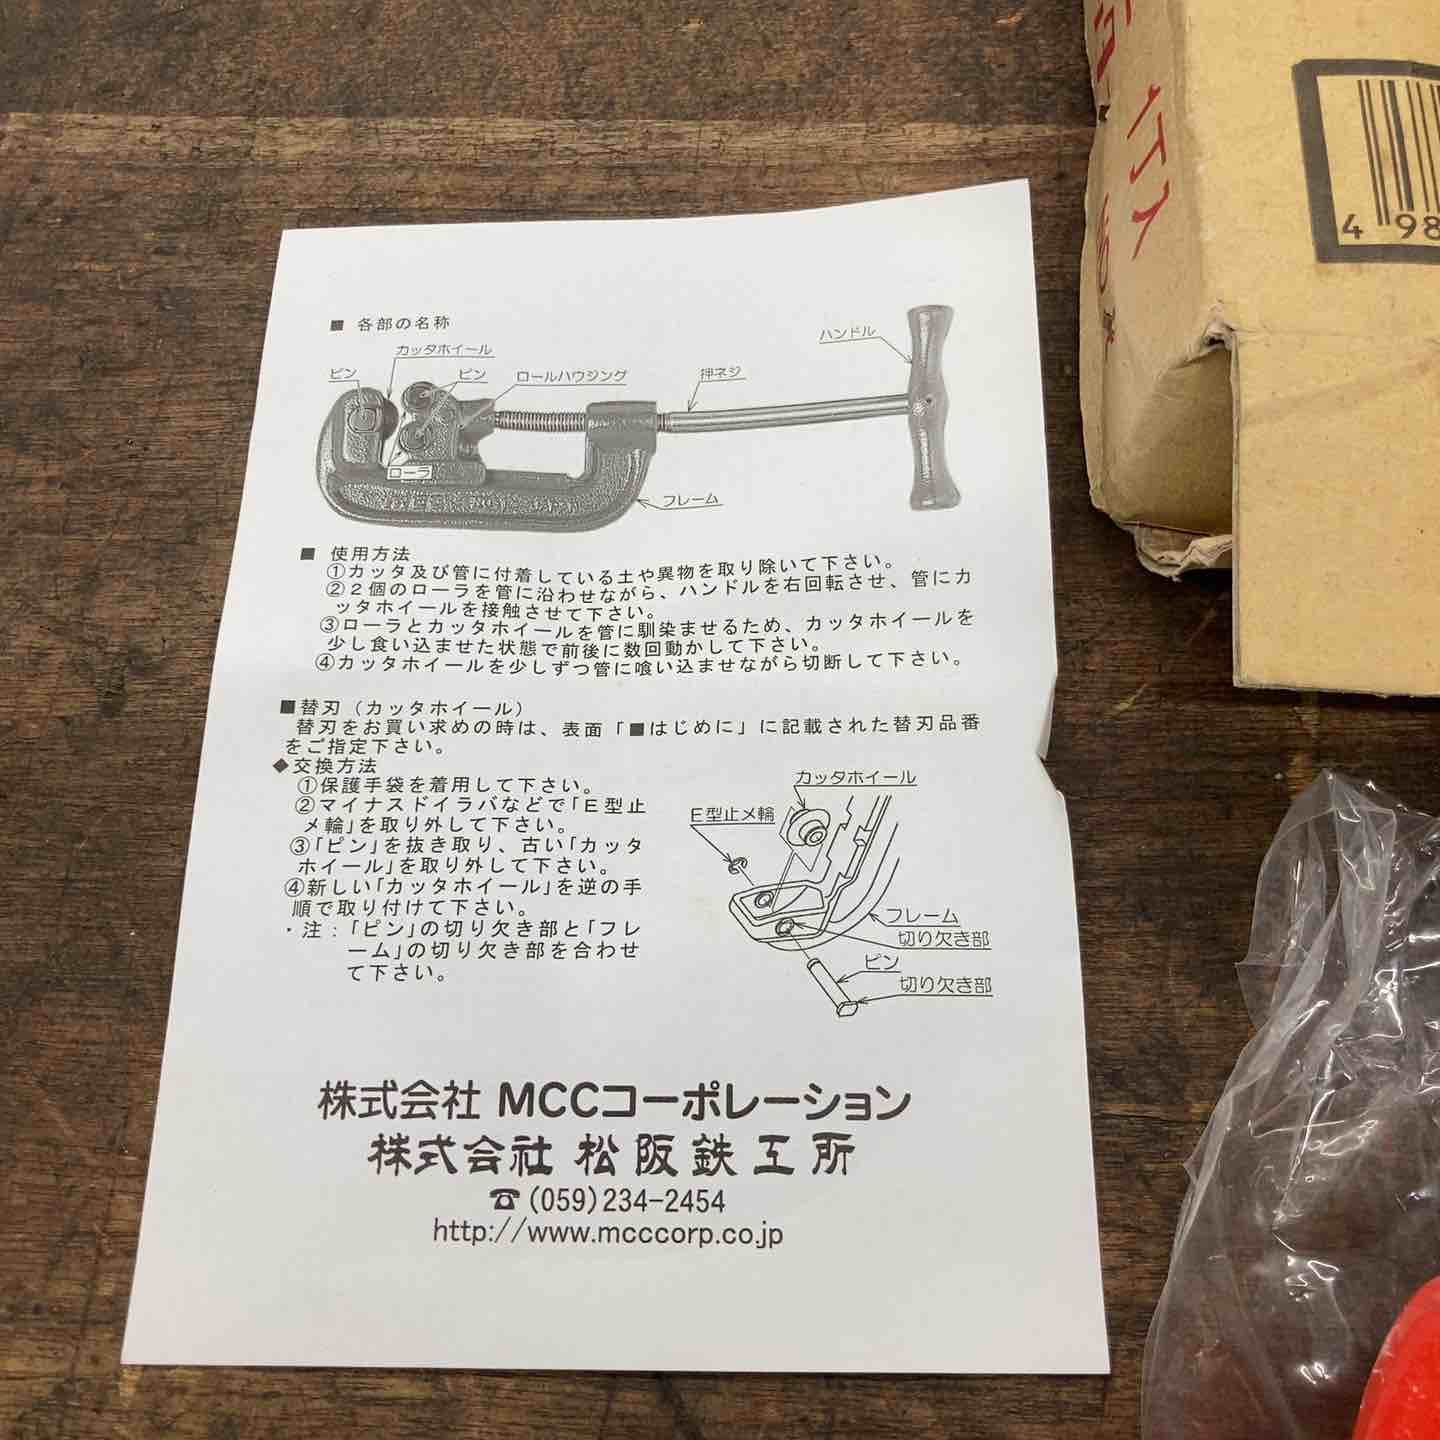 ■ 各部の名称
カッタホイール
ピン
ピン
ロールハウジング
押ネジ
ハンドル
ローラ
フレーム
■ 使用方法
①カッタ及び管に付着している土や異物を取り除いて下さい。
②２個のローラを管に沿わせながら、ハンドルを右回転させ、管にカ
ッタホイールを接触させて下さい。
③ローラとカッタホイールを管に馴染ませるため、カッタホイールを
少し食い込ませた状態で前後に数回動かして下さい。
④カッタホイールを少しずつ管に喰い込ませながら切断して下さい。
■替刃（カッタホイール）
替刃をお買い求めの時は、表面「■はじめに」に記載された替刃品番
をご指定下さい。
◆交換方法
①保護手袋を着用して下さい。
②マイナスドイラバなどで「Ｅ型止
メ輪」を取り外して下さい。
③「ピン」を抜き取り、古い「カッタ
ホイール」を取り外して下さい。
④新しい「カッタホイール」を逆の手
順で取り付けて下さい。
・注：「ピン」の切り欠き部と「フレ
ーム」の切り欠き部を合わせ
て下さい。
カッタホイール
Ｅ型止メ輪
フレーム
切り欠き部
ピン
切り欠き部
株式会社 MCCコーポレーション
株式会社 松阪鉄工所
☎(059)234-2454
http://www.mcccorp.co.jp
4 98